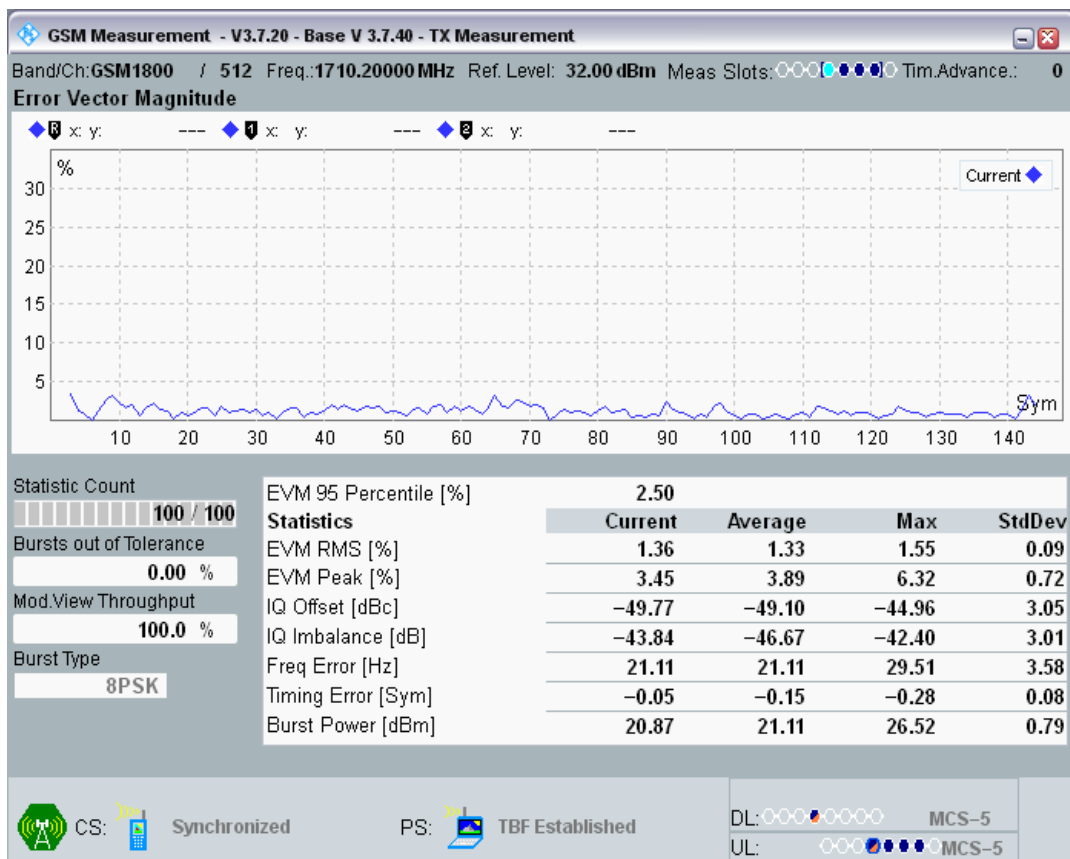 GSM Measurement - V3.7.20 - Base V 3.7.40 - TX Measurement
Band/Ch:GSM1800 / 512 Freq.:1710.20000 MHz Ref. Level: 32.00 dBm Meas Slots: Tim.Advance.: 0
Error Vector Magnitude
R x: y: --- 1 x: y: --- 2 x: y: ---
%
Current
30
25
20
15
10
5
Sym
10 20 30 40 50 60 70 80 90 100 110 120 130 140
Statistic Count
100 / 100
Bursts out of Tolerance
0.00 %
Mod.View Throughput
100.0 %
Burst Type
8PSK
EVM 95 Percentile [%] 2.50
Statistics Current Average Max StdDev
EVM RMS [%] 1.36 1.33 1.55 0.09
EVM Peak [%] 3.45 3.89 6.32 0.72
IQ Offset [dBc] −49.77 −49.10 −44.96 3.05
IQ Imbalance [dB] −43.84 −46.67 −42.40 3.01
Freq Error [Hz] 21.11 21.11 29.51 3.58
Timing Error [Sym] −0.05 −0.15 −0.28 0.08
Burst Power [dBm] 20.87 21.11 26.52 0.79
CS: Synchronized PS: TBF Established
DL: MCS−5
UL: MCS−5